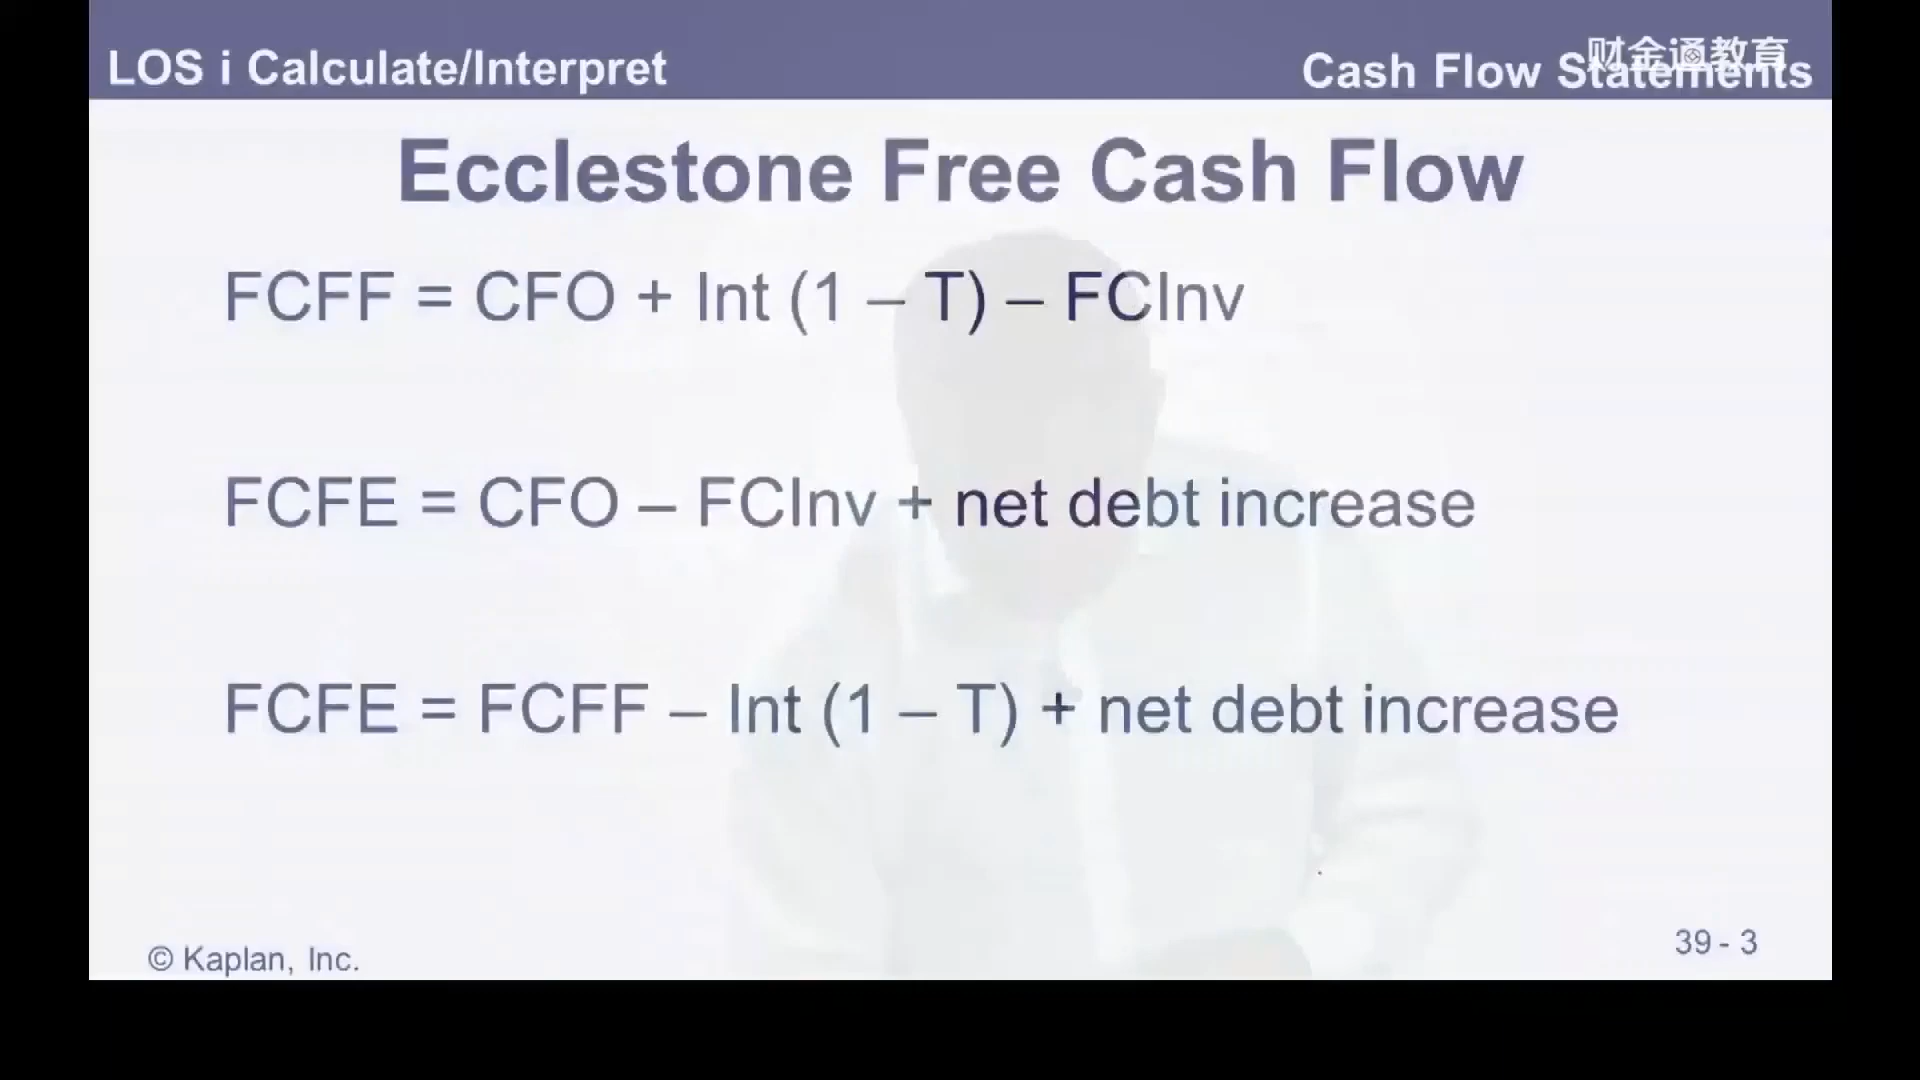 LOS i Calculate/Interpret
Cash Flow Statements
财金通教育
Ecclestone Free Cash Flow
FCFF = CFO + Int (1 – T) – FCInv
FCFE = CFO – FCInv + net debt increase
FCFE = FCFF – Int (1 – T) + net debt increase
© Kaplan, Inc.
39 - 3